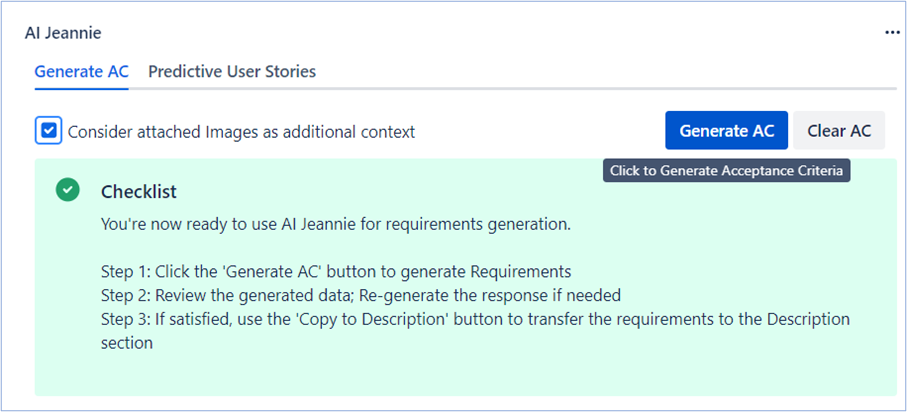 AI Jeannie
...
Generate AC Predictive User Stories
Consider attached Images as additional context Generate AC Clear AC
Click to Generate Acceptance Criteria
Checklist
You're now ready to use AI Jeannie for requirements generation.
Step 1: Click the 'Generate AC' button to generate Requirements
Step 2: Review the generated data; Re-generate the response if needed
Step 3: If satisfied, use the 'Copy to Description' button to transfer the requirements to the Description
section